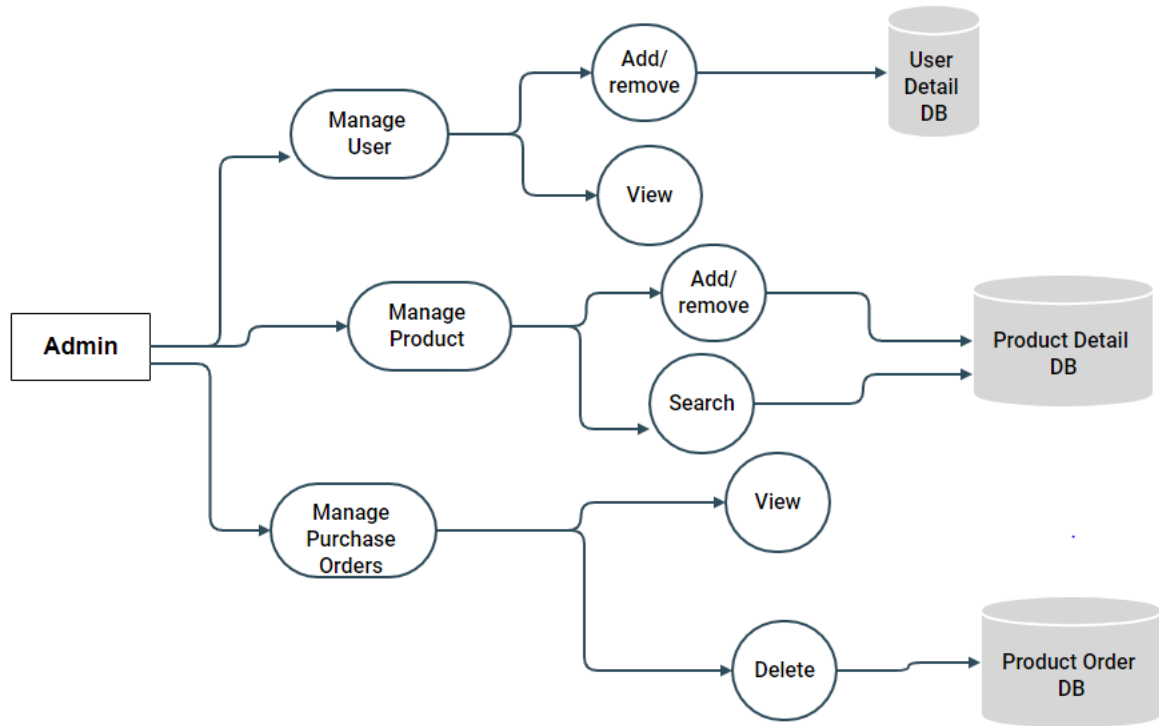 Add/
remove
User
Detail
DB
Manage
User
View
Add/
remove
Manage
Product
Admin
Product Detail
DB
Search
View
Manage
Purchase
Orders
Delete
Product Order
DB